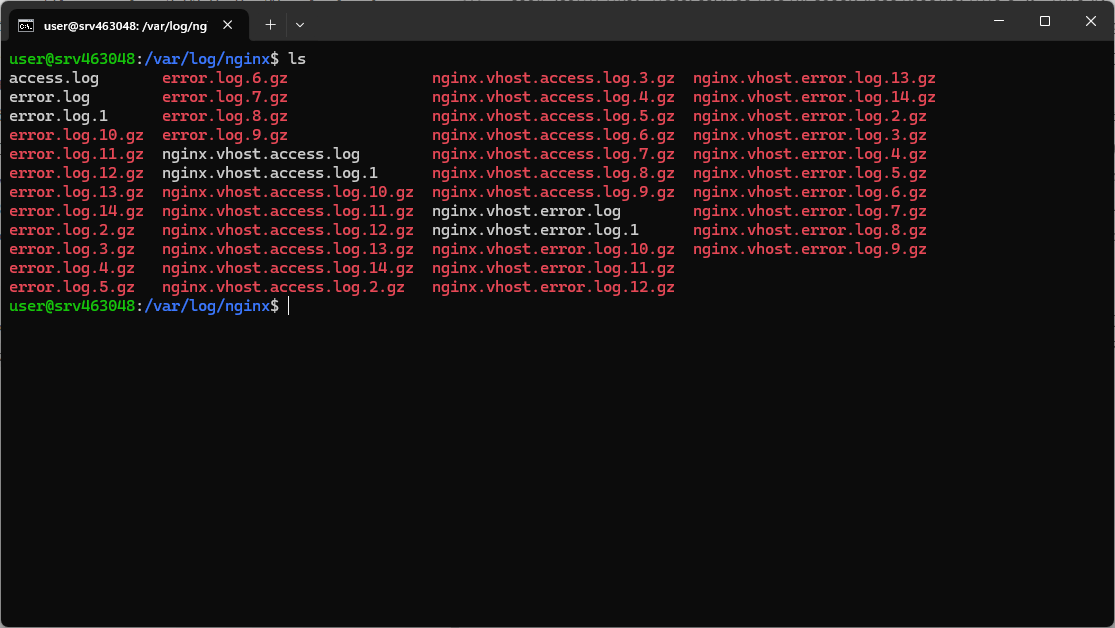 user@srv463048: /var/log/ng
user@srv463048:/var/log/nginx$ ls
access.log error.log.6.gz nginx.vhost.access.log.3.gz nginx.vhost.error.log.13.gz
error.log error.log.7.gz nginx.vhost.access.log.4.gz nginx.vhost.error.log.14.gz
error.log.1 error.log.8.gz nginx.vhost.access.log.5.gz nginx.vhost.error.log.2.gz
error.log.10.gz error.log.9.gz nginx.vhost.access.log.6.gz nginx.vhost.error.log.3.gz
error.log.11.gz nginx.vhost.access.log nginx.vhost.access.log.7.gz nginx.vhost.error.log.4.gz
error.log.12.gz nginx.vhost.access.log.1 nginx.vhost.access.log.8.gz nginx.vhost.error.log.5.gz
error.log.13.gz nginx.vhost.access.log.10.gz nginx.vhost.access.log.9.gz nginx.vhost.error.log.6.gz
error.log.14.gz nginx.vhost.access.log.11.gz nginx.vhost.error.log nginx.vhost.error.log.7.gz
error.log.2.gz nginx.vhost.access.log.12.gz nginx.vhost.error.log.1 nginx.vhost.error.log.8.gz
error.log.3.gz nginx.vhost.access.log.13.gz nginx.vhost.error.log.10.gz nginx.vhost.error.log.9.gz
error.log.4.gz nginx.vhost.access.log.14.gz nginx.vhost.error.log.11.gz
error.log.5.gz nginx.vhost.access.log.2.gz nginx.vhost.error.log.12.gz
user@srv463048:/var/log/nginx$